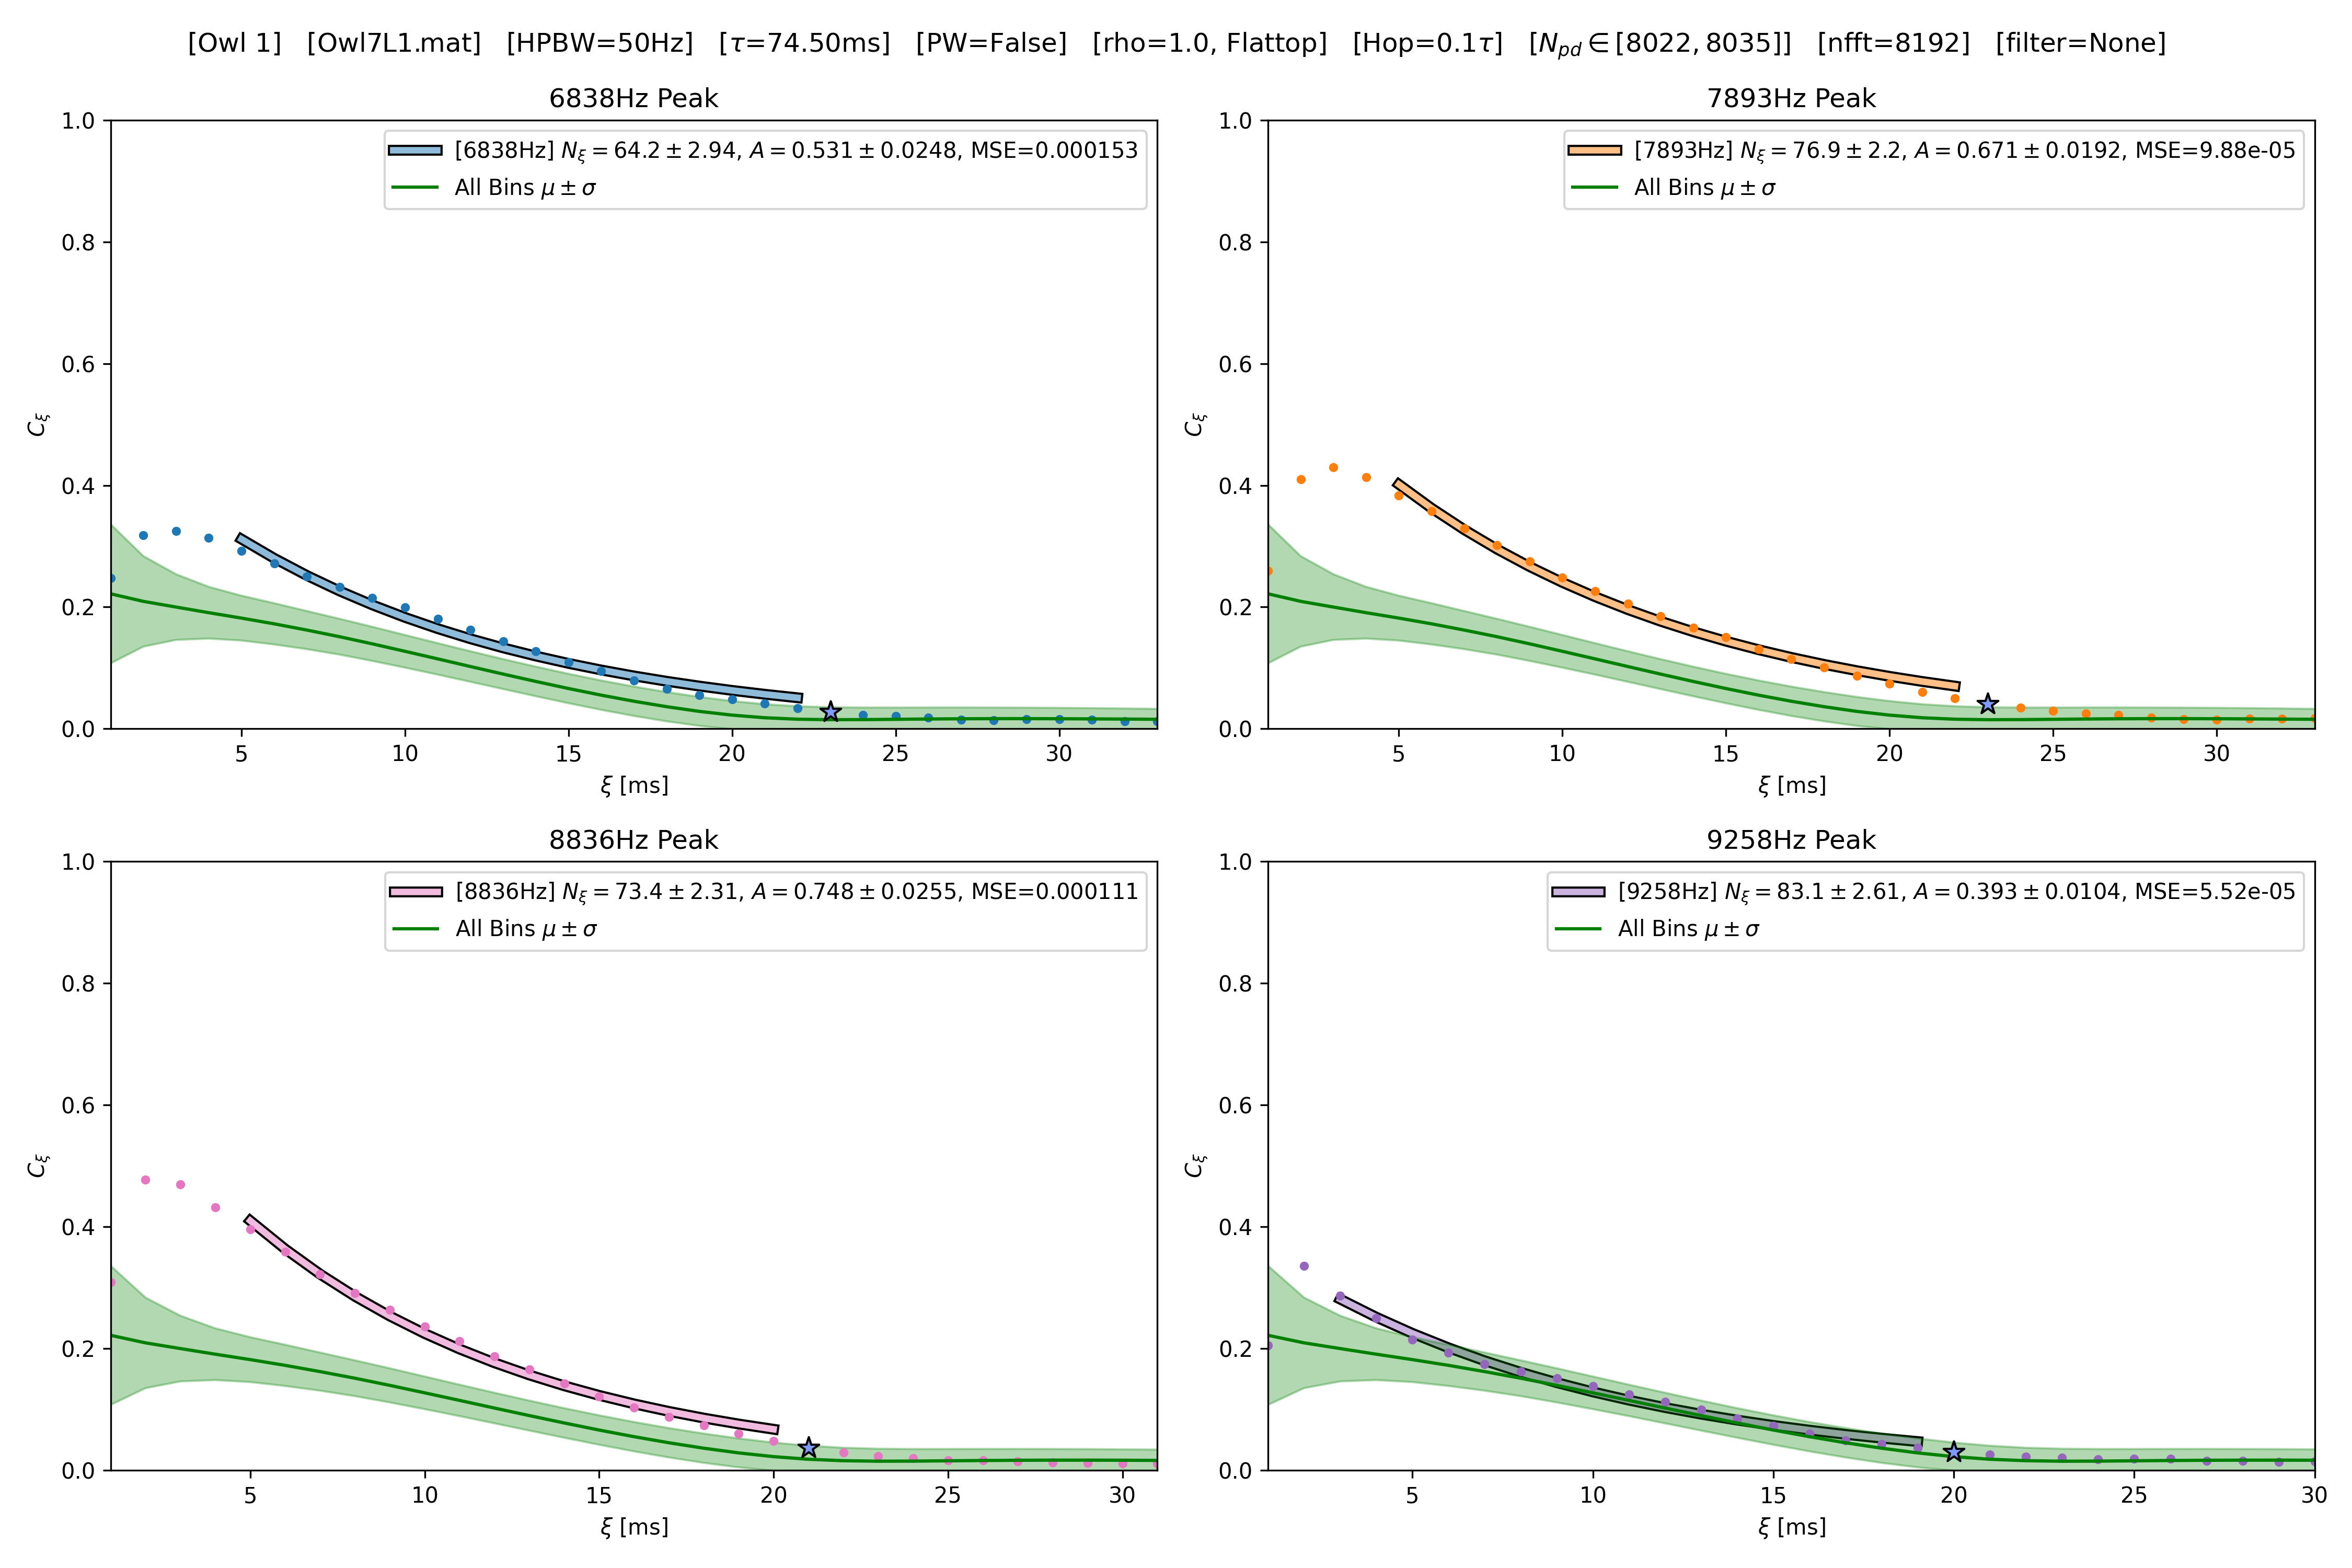 [Owl 1] [Owl7L1.mat] [HPBW=50Hz] [τ=74.50ms] [PW=False] [rho=1.0, Flattop] [Hop=0.1τ] [N_pd ∈ [8022, 8035]] [nfft=8192] [filter=None]
6838Hz Peak
[6838Hz] N_ξ = 64.2 ± 2.94, A = 0.531 ± 0.0248, MSE=0.000153
All Bins μ ± σ
1.0
0.8
0.6
0.4
0.2
0.0
C_ξ
5 10 15 20 25 30
ξ [ms]
7893Hz Peak
[7893Hz] N_ξ = 76.9 ± 2.2, A = 0.671 ± 0.0192, MSE=9.88e-05
All Bins μ ± σ
1.0
0.8
0.6
0.4
0.2
0.0
C_ξ
5 10 15 20 25 30
ξ [ms]
8836Hz Peak
[8836Hz] N_ξ = 73.4 ± 2.31, A = 0.748 ± 0.0255, MSE=0.000111
All Bins μ ± σ
1.0
0.8
0.6
0.4
0.2
0.0
C_ξ
5 10 15 20 25 30
ξ [ms]
9258Hz Peak
[9258Hz] N_ξ = 83.1 ± 2.61, A = 0.393 ± 0.0104, MSE=5.52e-05
All Bins μ ± σ
1.0
0.8
0.6
0.4
0.2
0.0
C_ξ
5 10 15 20 25 30
ξ [ms]